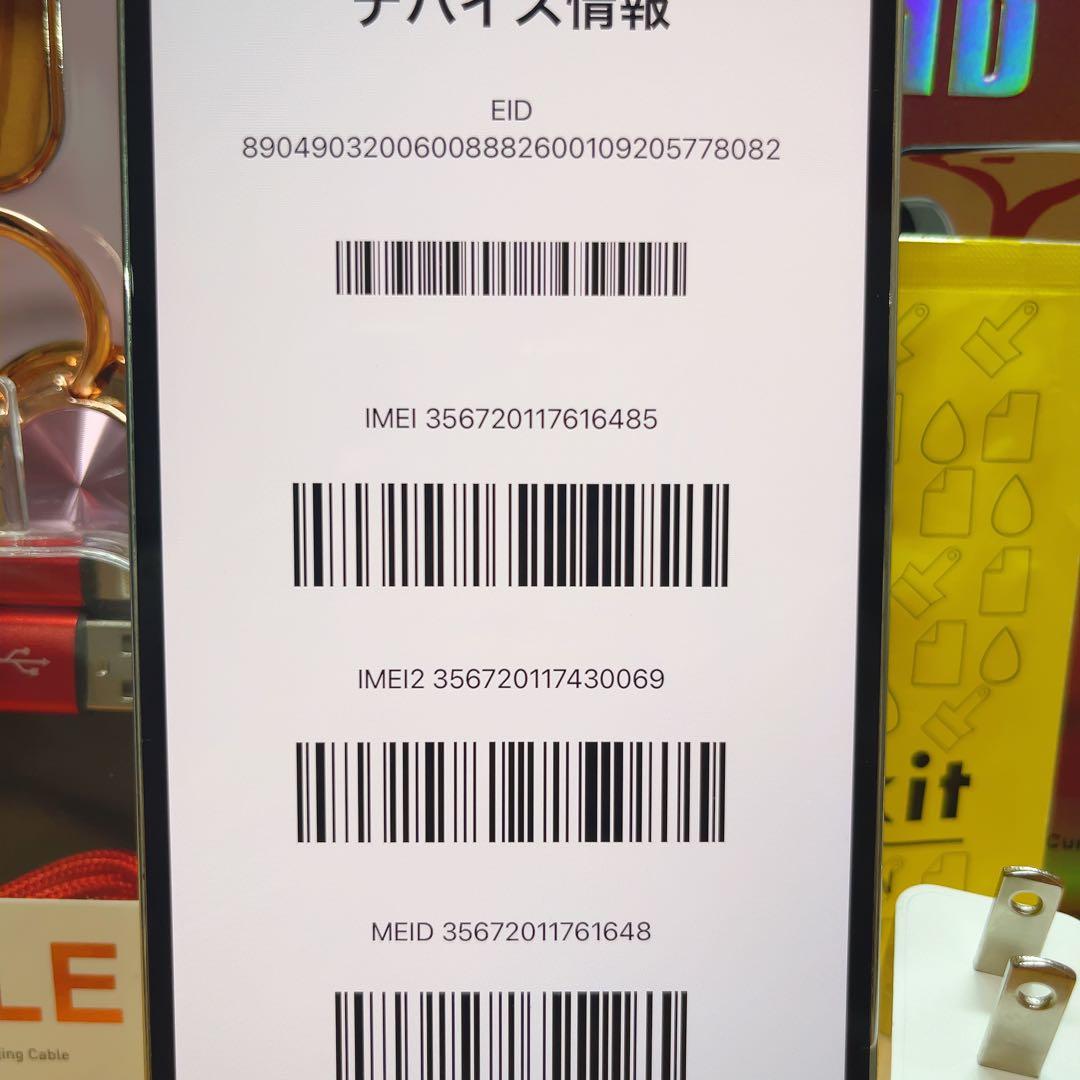 デバイス情報
EID
89049032006008882600109205778082
IMEI 356720117616485
IMEI2 356720117430069
MEID 35672011761648
kit
LE
ing Cable